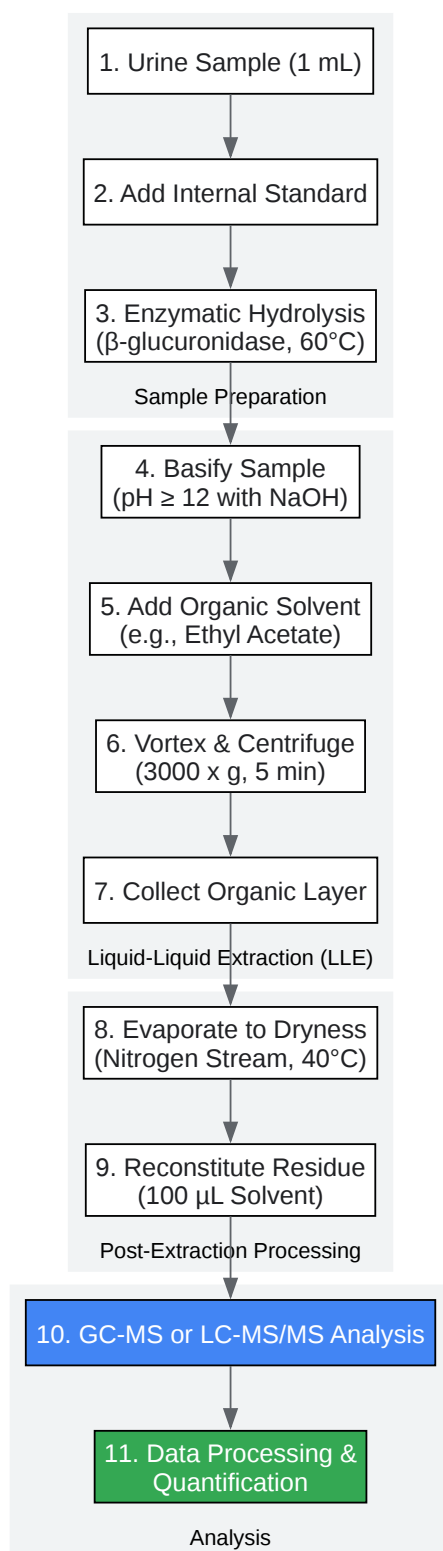 1. Urine Sample (1 mL)
2. Add Internal Standard
3. Enzymatic Hydrolysis
(β-glucuronidase, 60°C)
Sample Preparation
4. Basify Sample
(pH ≥ 12 with NaOH)
5. Add Organic Solvent
(e.g., Ethyl Acetate)
6. Vortex & Centrifuge
(3000 x g, 5 min)
7. Collect Organic Layer
Liquid-Liquid Extraction (LLE)
8. Evaporate to Dryness
(Nitrogen Stream, 40°C)
9. Reconstitute Residue
(100 µL Solvent)
Post-Extraction Processing
10. GC-MS or LC-MS/MS Analysis
11. Data Processing &
Quantification
Analysis